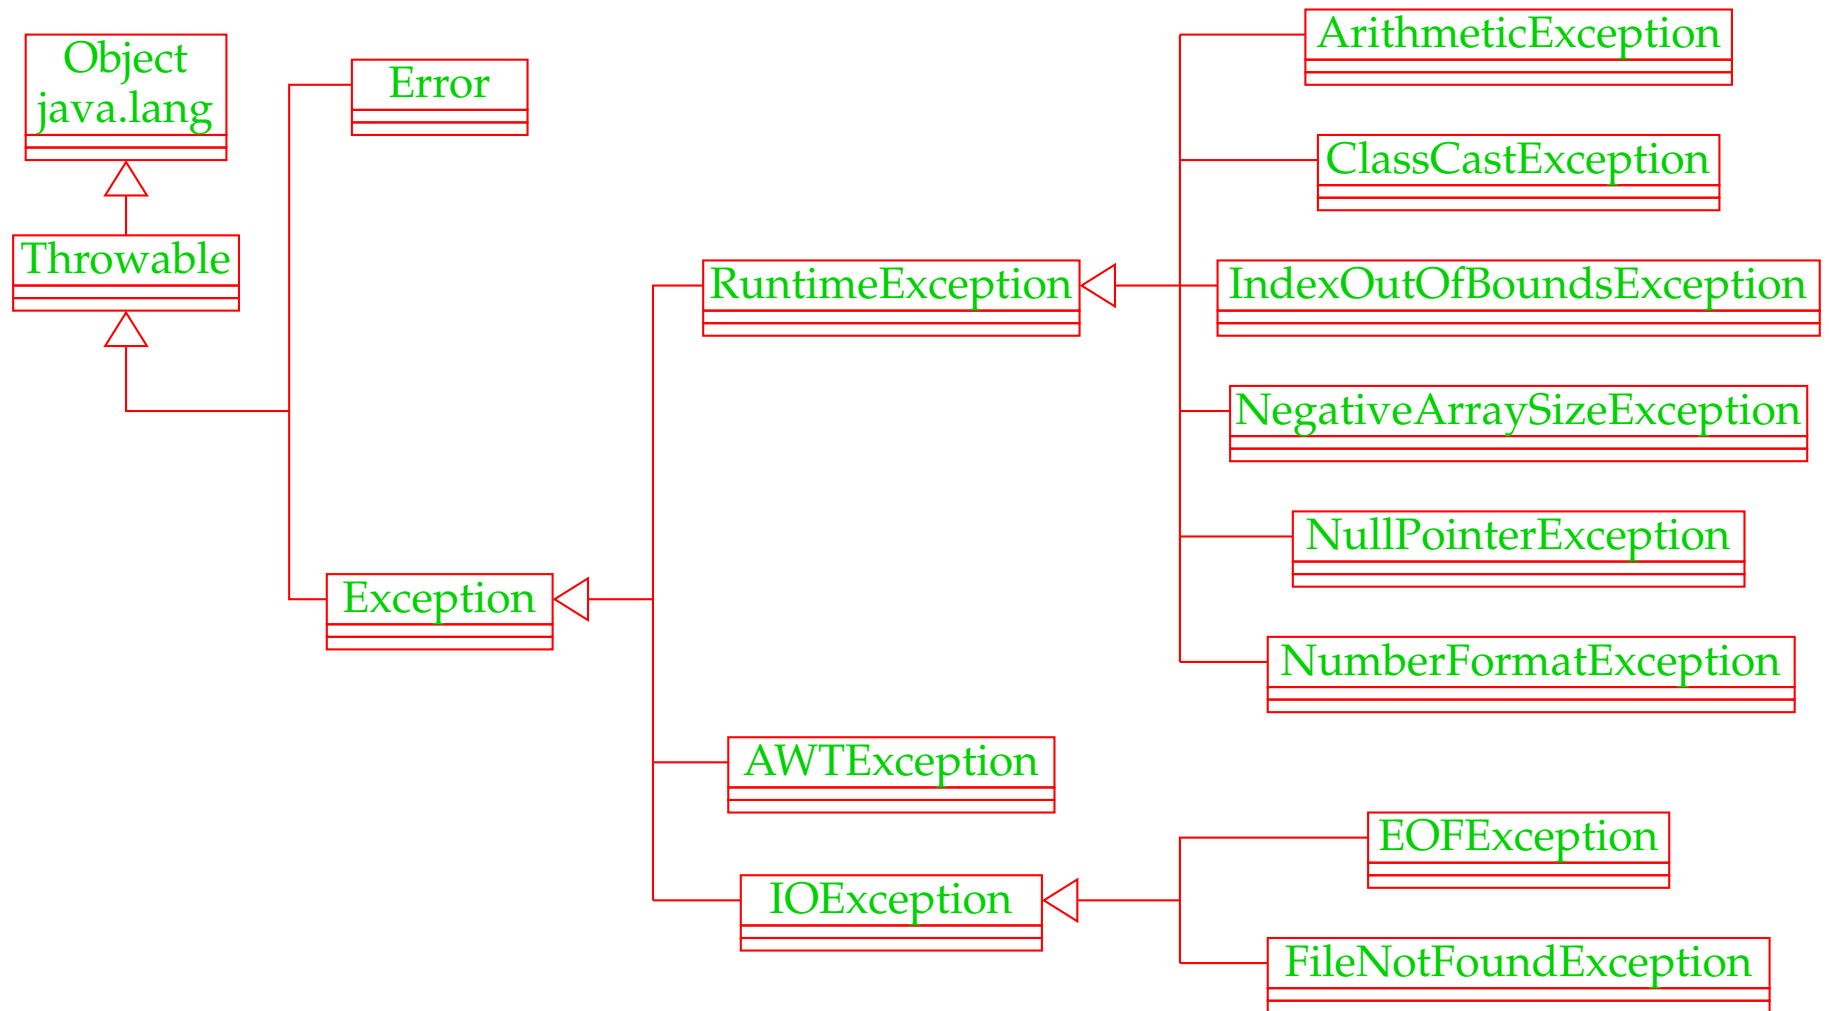 Object
java.lang
Throwable
Error
Exception
RuntimeException
AWTException
IOException
ArithmeticException
ClassCastException
IndexOutOfBoundsException
NegativeArraySizeException
NullPointerException
NumberFormatException
EOFException
FileNotFoundException